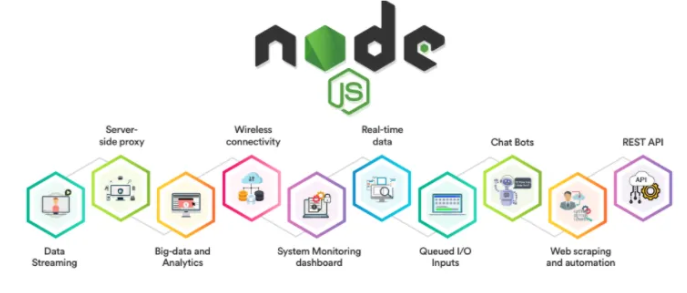 node
JS
Server-
side proxy
Wireless
connectivity
Real-time
data
Chat Bots
REST API
API
Data
Streaming
Big-data and
Analytics
System Monitoring
dashboard
Queued I/O
Inputs
Web scraping
and automation